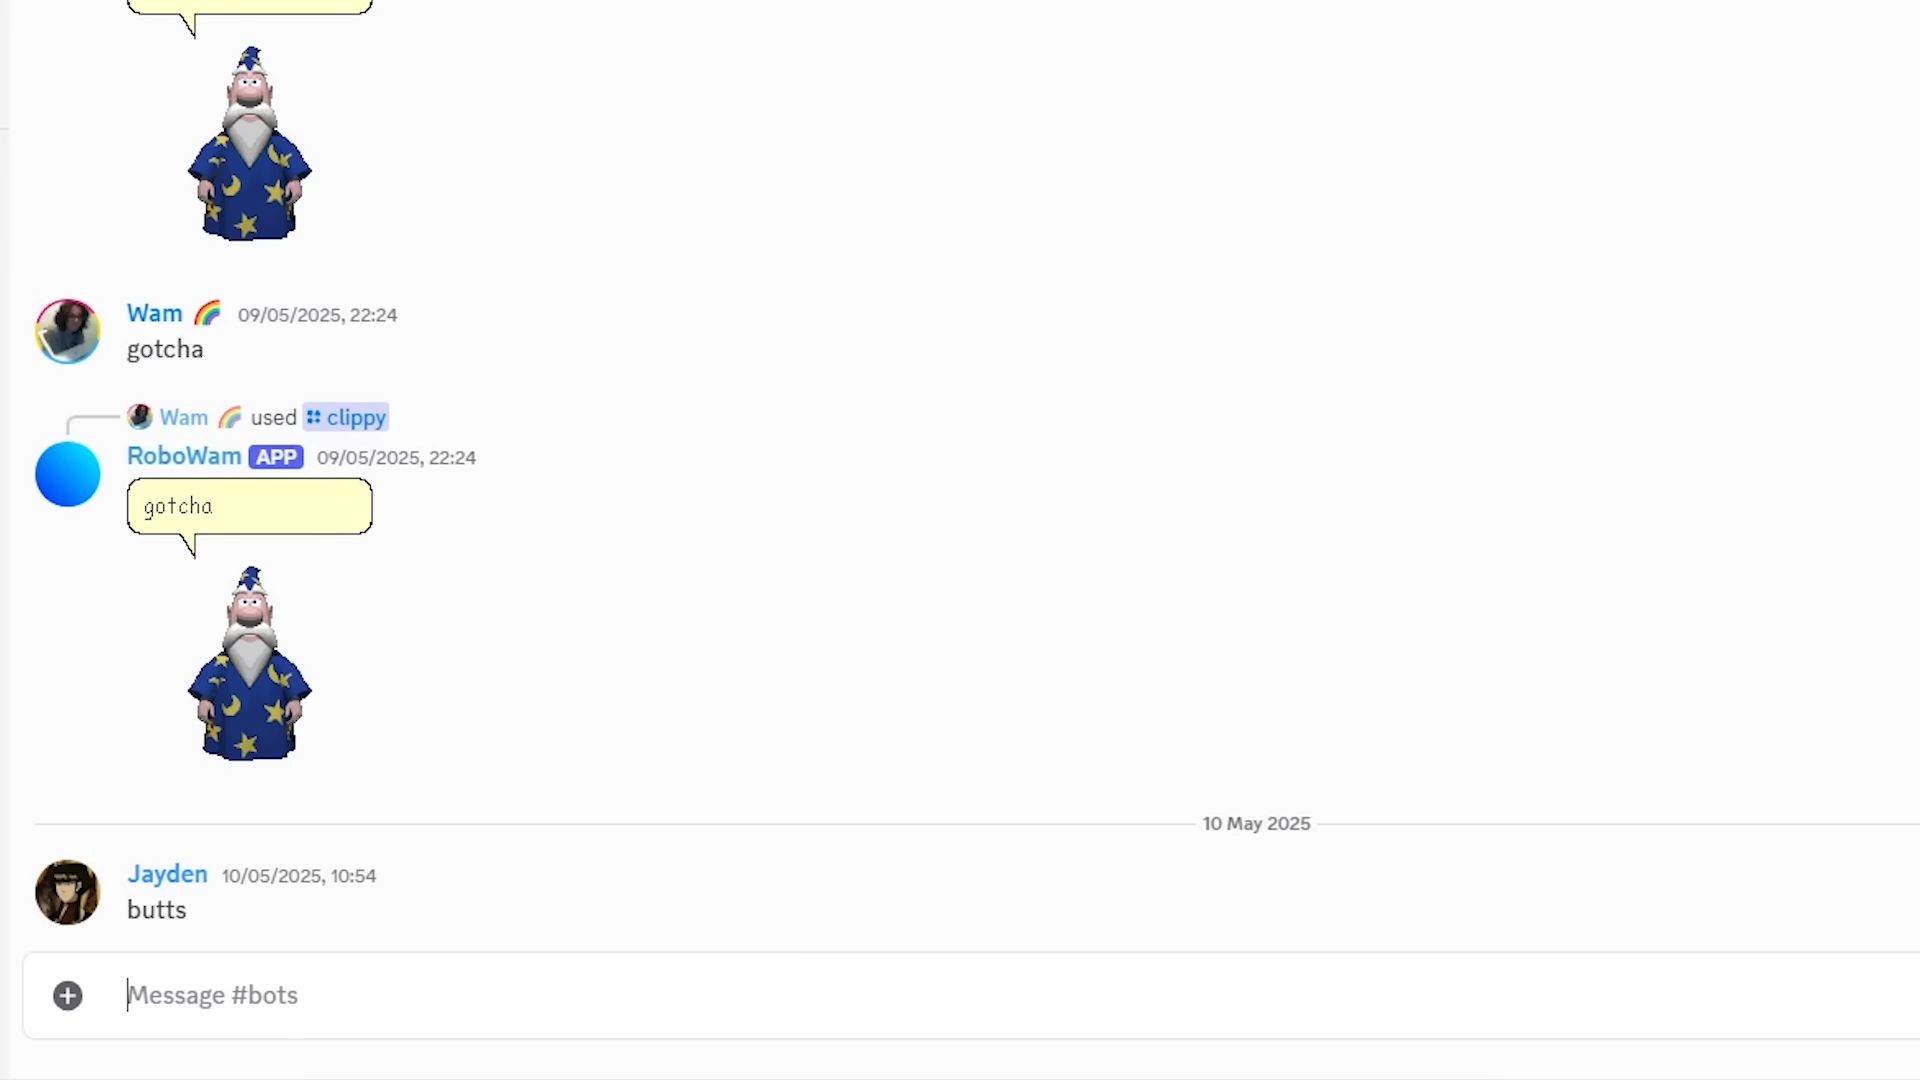 Wam 🌈 09/05/2025, 22:24
gotcha
Wam 🌈 used clippy
RoboWam APP 09/05/2025, 22:24
gotcha
10 May 2025
Jayden 10/05/2025, 10:54
butts
Message #bots